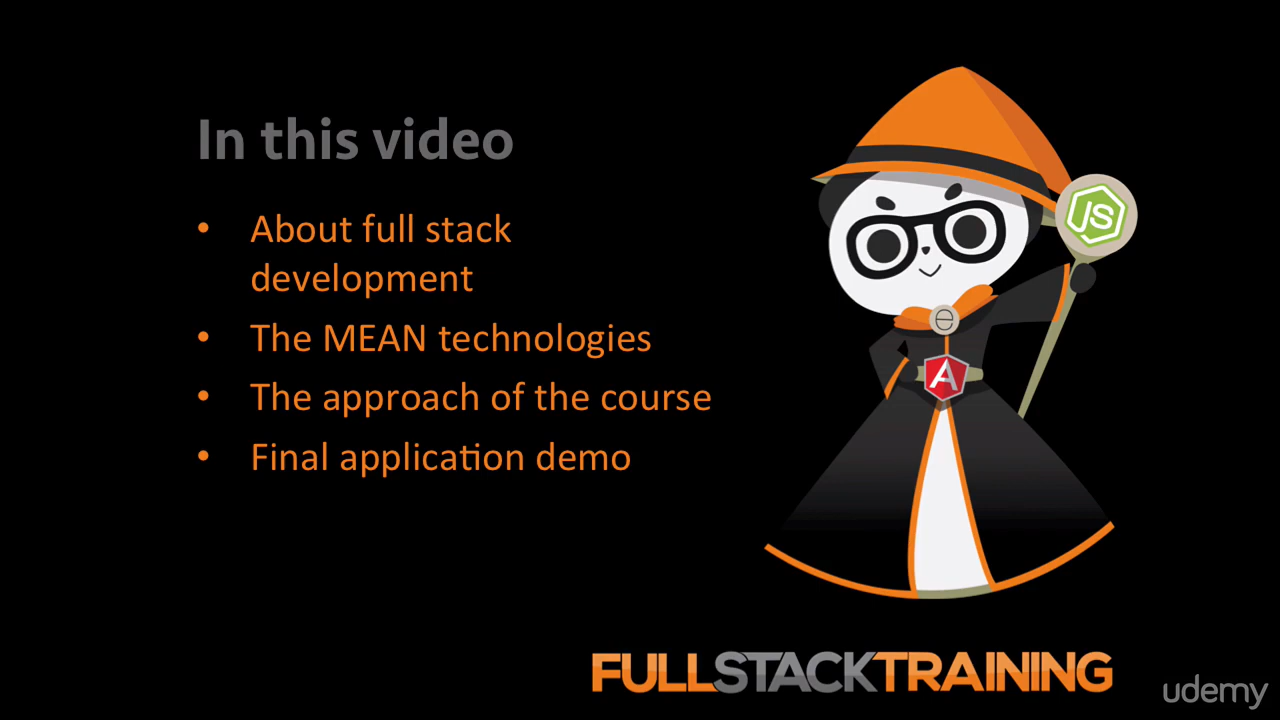 In this video
• About full stack
development
• The MEAN technologies
• The approach of the course
• Final application demo
JS
e
A
FULLSTACKTRAINING
udemy